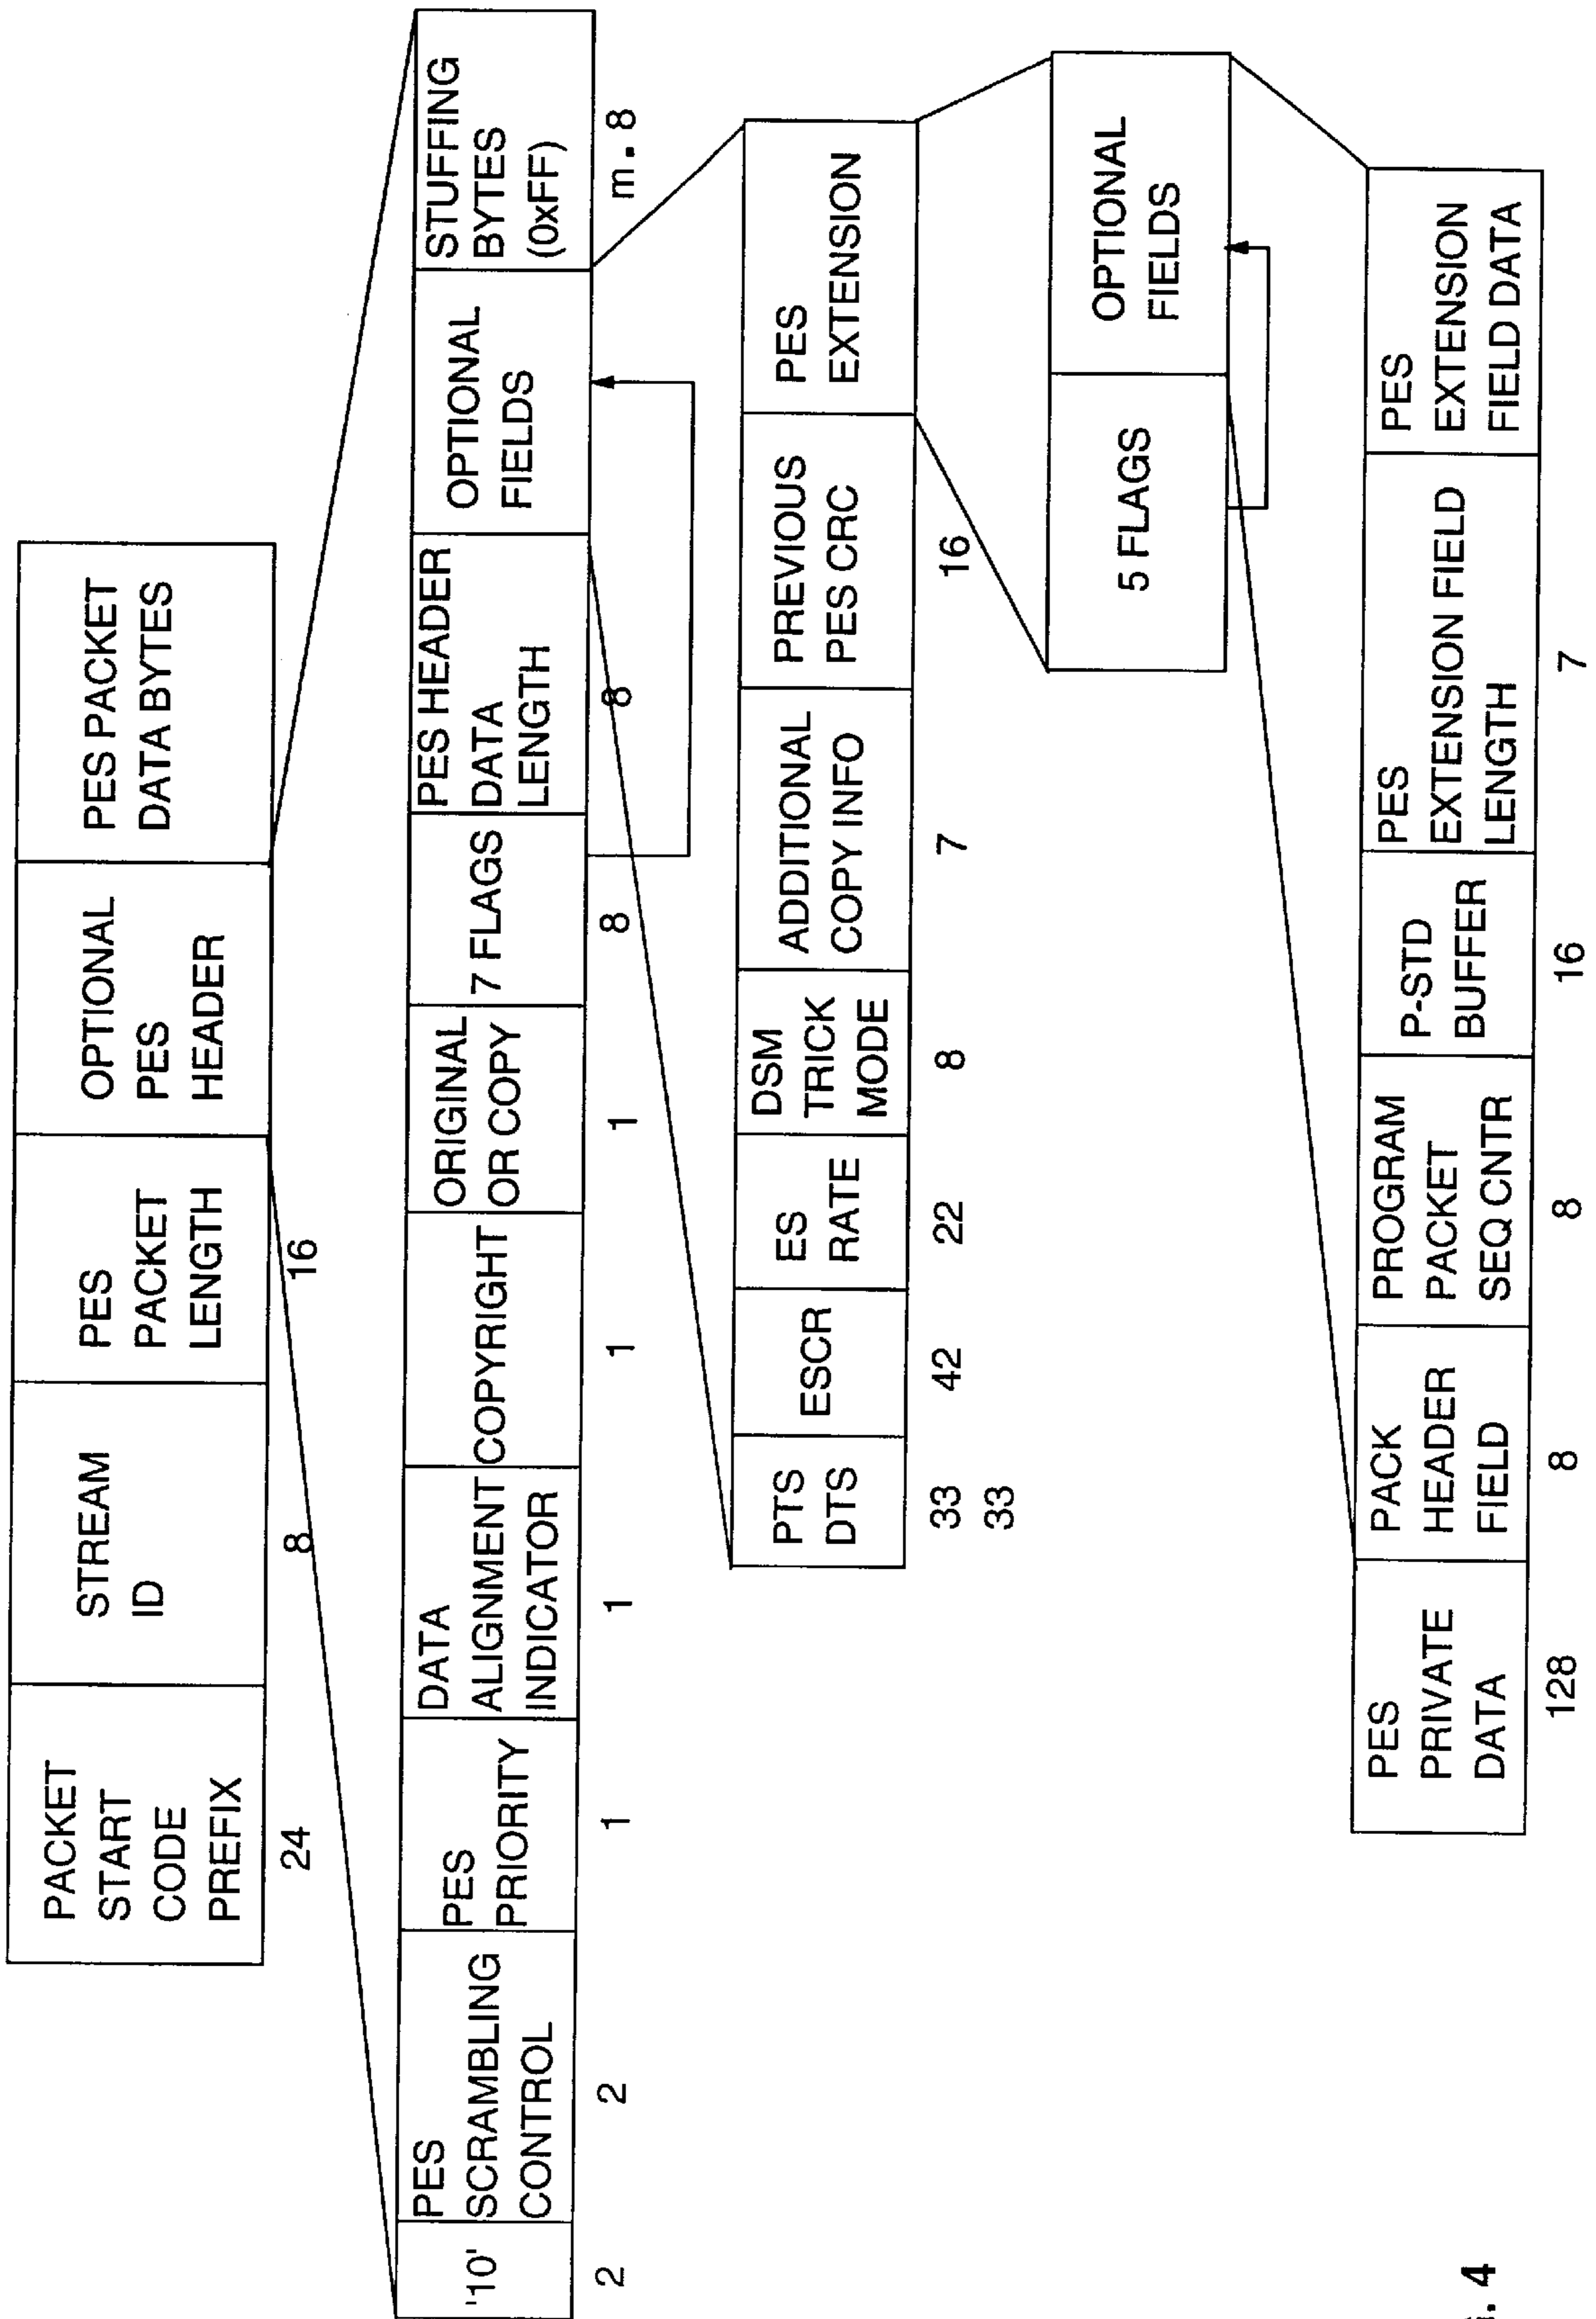 PACKET
START
CODE
PREFIX
STREAM
ID
PES
PACKET
LENGTH
OPTIONAL
PES
HEADER
PES PACKET
DATA BYTES
24
8
16
'10'
PES
SCRAMBLING
CONTROL
PES
PRIORITY
DATA
ALIGNMENT
INDICATOR
COPYRIGHT
ORIGINAL
OR COPY
7 FLAGS
PES HEADER
DATA
LENGTH
OPTIONAL
FIELDS
STUFFING
BYTES
(0xFF)
2
2
1
1
1
1
8
8
m.8
PTS
DTS
ESCR
ES
RATE
DSM
TRICK
MODE
ADDITIONAL
COPY INFO
PREVIOUS
PES CRC
PES
EXTENSION
33
33
42
22
8
7
16
5 FLAGS
OPTIONAL
FIELDS
PES
PRIVATE
DATA
PACK
HEADER
FIELD
PROGRAM
PACKET
SEQ CNTR
P-STD
BUFFER
PES
EXTENSION FIELD
LENGTH
PES
EXTENSION
FIELD DATA
128
8
8
16
7
. 4